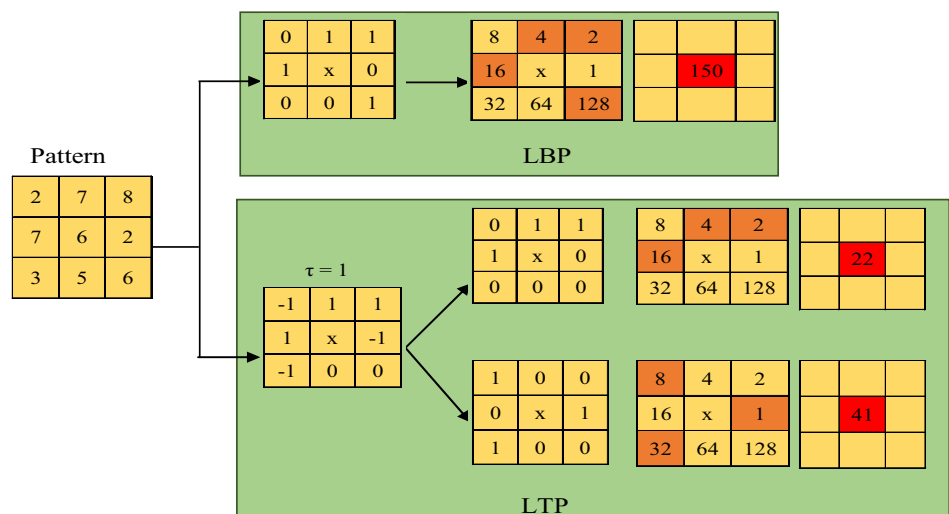 0 1 1
1 x 0
0 0 1
8 4 2
16 x 1
32 64 128
150
LBP
Pattern
2 7 8
7 6 2
3 5 6
τ = 1
-1 1 1
1 x -1
-1 0 0
0 1 1
1 x 0
0 0 0
8 4 2
16 x 1
32 64 128
22
1 0 0
0 x 1
1 0 0
8 4 2
16 x 1
32 64 128
41
LTP